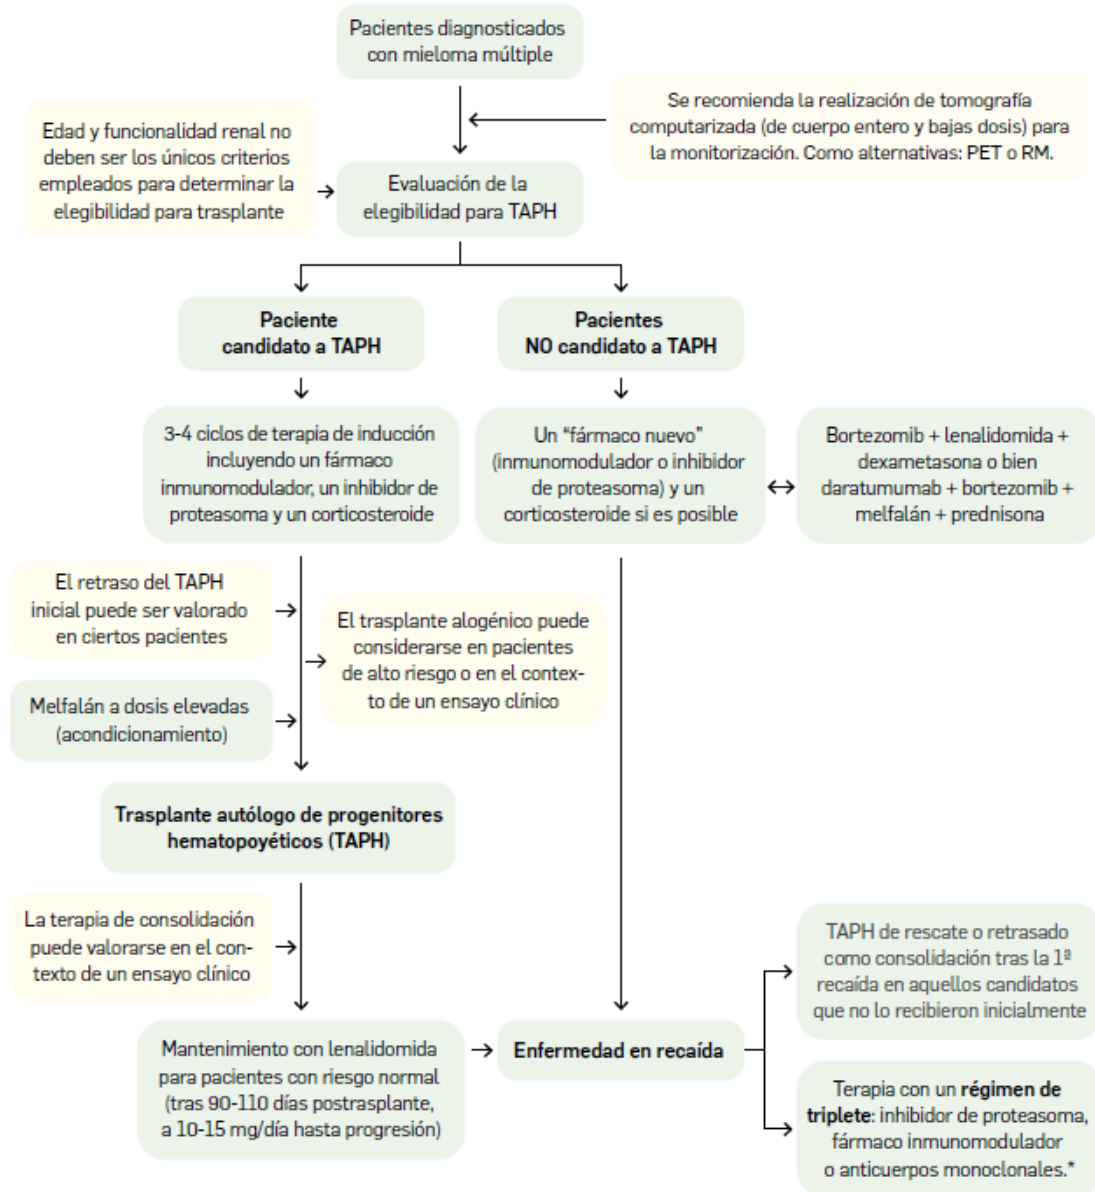 Pacientes diagnosticados
con mieloma múltiple
Se recomienda la realización de tomografía
computarizada (de cuerpo entero y bajas dosis) para
la monitorización. Como alternativas: PET o RM.
Edad y funcionalidad renal no
deben ser los únicos criterios
empleados para determinar la
elegibilidad para trasplante
Evaluación de la
elegibilidad para TAPH
Paciente
candidato a TAPH
Pacientes
NO candidato a TAPH
3-4 ciclos de terapia de inducción
incluyendo un fármaco
inmunomodulador, un inhibidor de
proteasoma y un corticosteroide
Un “fármaco nuevo”
(inmunomodulador o inhibidor
de proteasoma) y un
corticosteroide si es posible
Bortezomib + lenalidomida +
dexametasona o bien
daratumumab + bortezomib +
melfalán + prednisona
El retraso del TAPH
inicial puede ser valorado
en ciertos pacientes
El trasplante alogénico puede
considerarse en pacientes
de alto riesgo o en el contex-
to de un ensayo clínico
Melfalán a dosis elevadas
(acondicionamiento)
Trasplante autólogo de progenitores
hematopoyéticos (TAPH)
La terapia de consolidación
puede valorarse en el con-
texto de un ensayo clínico
Mantenimiento con lenalidomida
para pacientes con riesgo normal
(tras 90-110 días postrasplante,
a 10-15 mg/día hasta progresión)
Enfermedad en recaída
TAPH de rescate o retrasado
como consolidación tras la 1ª
recaída en aquellos candidatos
que no lo recibieron inicialmente
Terapia con un régimen de
triplete: inhibidor de proteasoma,
fármaco inmunomodulador
o anticuerpos monoclonales.*